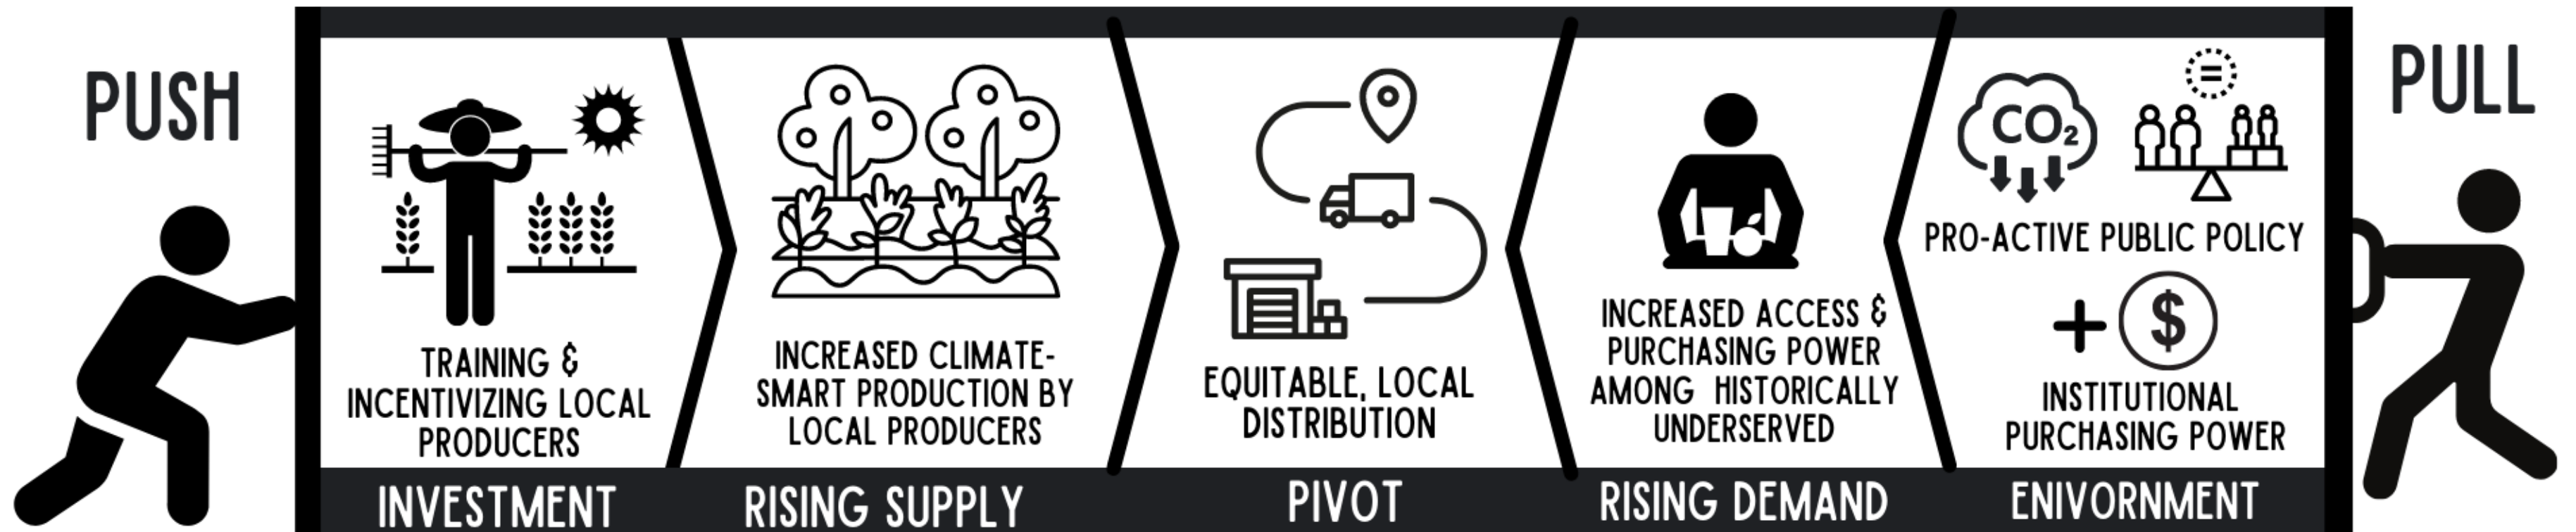 PUSH
TRAINING &
INCENTIVIZING LOCAL
PRODUCERS
INVESTMENT
INCREASED CLIMATE-
SMART PRODUCTION BY
LOCAL PRODUCERS
RISING SUPPLY
EQUITABLE, LOCAL
DISTRIBUTION
PIVOT
INCREASED ACCESS &
PURCHASING POWER
AMONG HISTORICALLY
UNDERSERVED
RISING DEMAND
CO₂
=
PRO-ACTIVE PUBLIC POLICY
+ $
INSTITUTIONAL
PURCHASING POWER
ENIVORNMENT
PULL